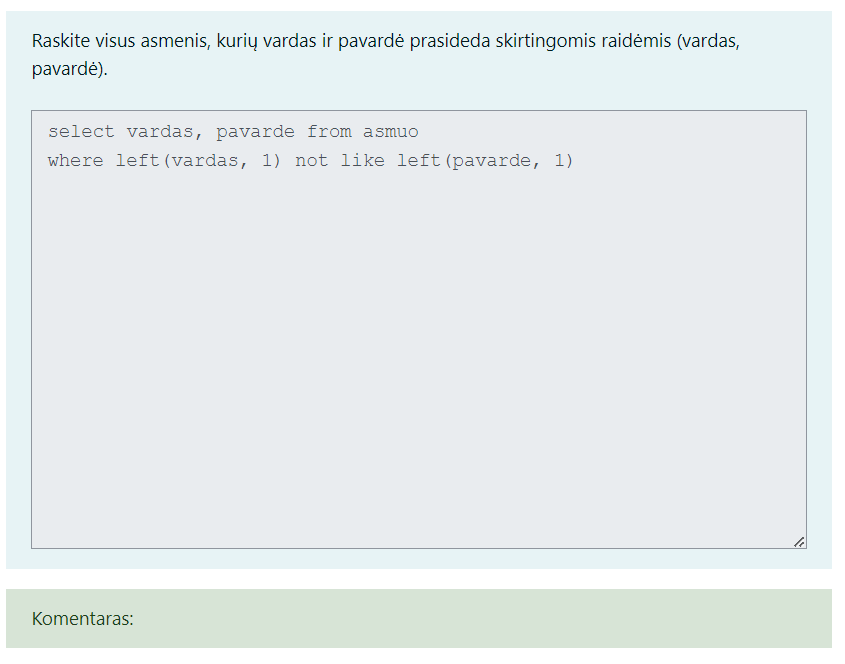 Raskite visus asmenis, kurių vardas ir pavardė prasideda skirtingomis raidėmis (vardas,
pavardė).
select vardas, pavarde from asmuo
where left(vardas, 1) not like left(pavarde, 1)
Komentaras: